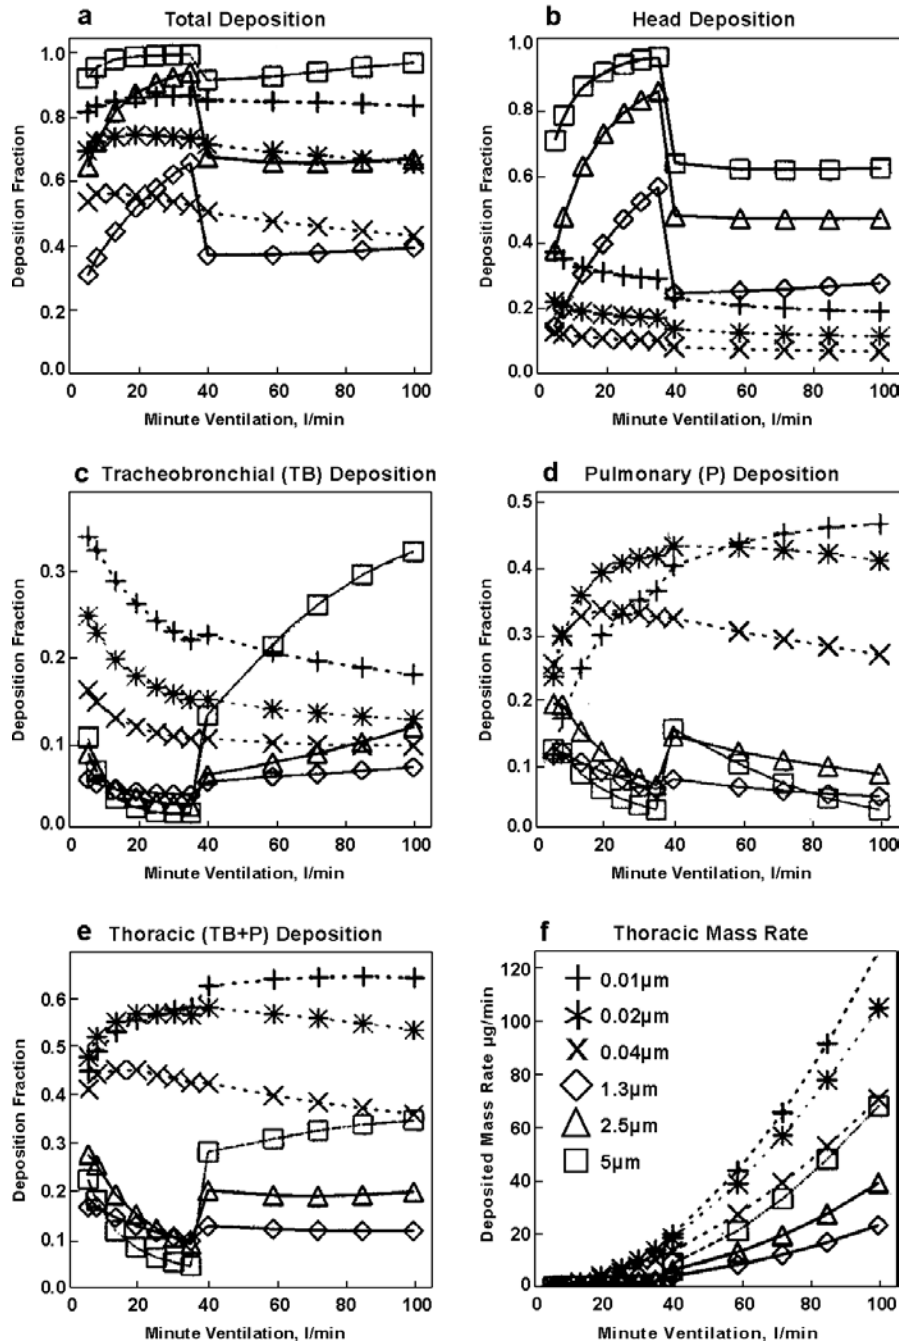 a Total Deposition
1.0
0.8
0.6
0.4
0.2
0.0
Deposition Fraction
0 20 40 60 80 100
Minute Ventilation, l/min
b Head Deposition
1.0
0.8
0.6
0.4
0.2
0.0
Deposition Fraction
0 20 40 60 80 100
Minute Ventilation, l/min
c Tracheobronchial (TB) Deposition
0.3
0.2
0.1
0.0
Deposition Fraction
0 20 40 60 80 100
Minute Ventilation, l/min
d Pulmonary (P) Deposition
0.5
0.4
0.3
0.2
0.1
0.0
Deposition Fraction
0 20 40 60 80 100
Minute Ventilation, l/min
e Thoracic (TB+P) Deposition
0.6
0.5
0.4
0.3
0.2
0.1
0.0
Deposition Fraction
0 20 40 60 80 100
Minute Ventilation, l/min
f Thoracic Mass Rate
120
100
80
60
40
20
0
Deposited Mass Rate µg/min
0.01µm
0.02µm
0.04µm
1.3µm
2.5µm
5µm
0 20 40 60 80 100
Minute Ventilation, l/min